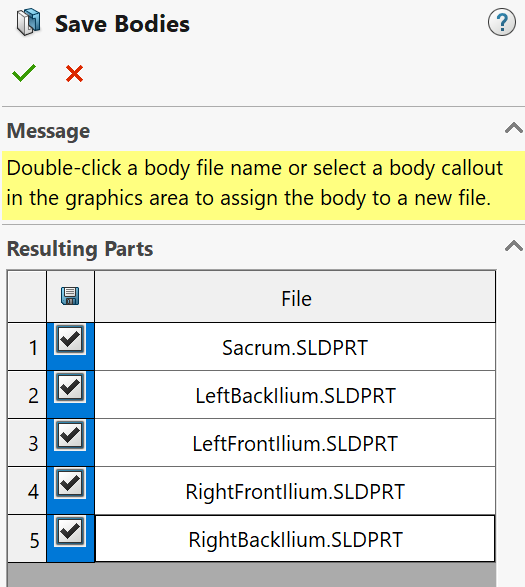 Save Bodies
?
Message
Double-click a body file name or select a body callout
in the graphics area to assign the body to a new file.
Resulting Parts
File
1 Sacrum.SLDPRT
2 LeftBackIlium.SLDPRT
3 LeftFrontIlium.SLDPRT
4 RightFrontIlium.SLDPRT
5 RightBackIlium.SLDPRT